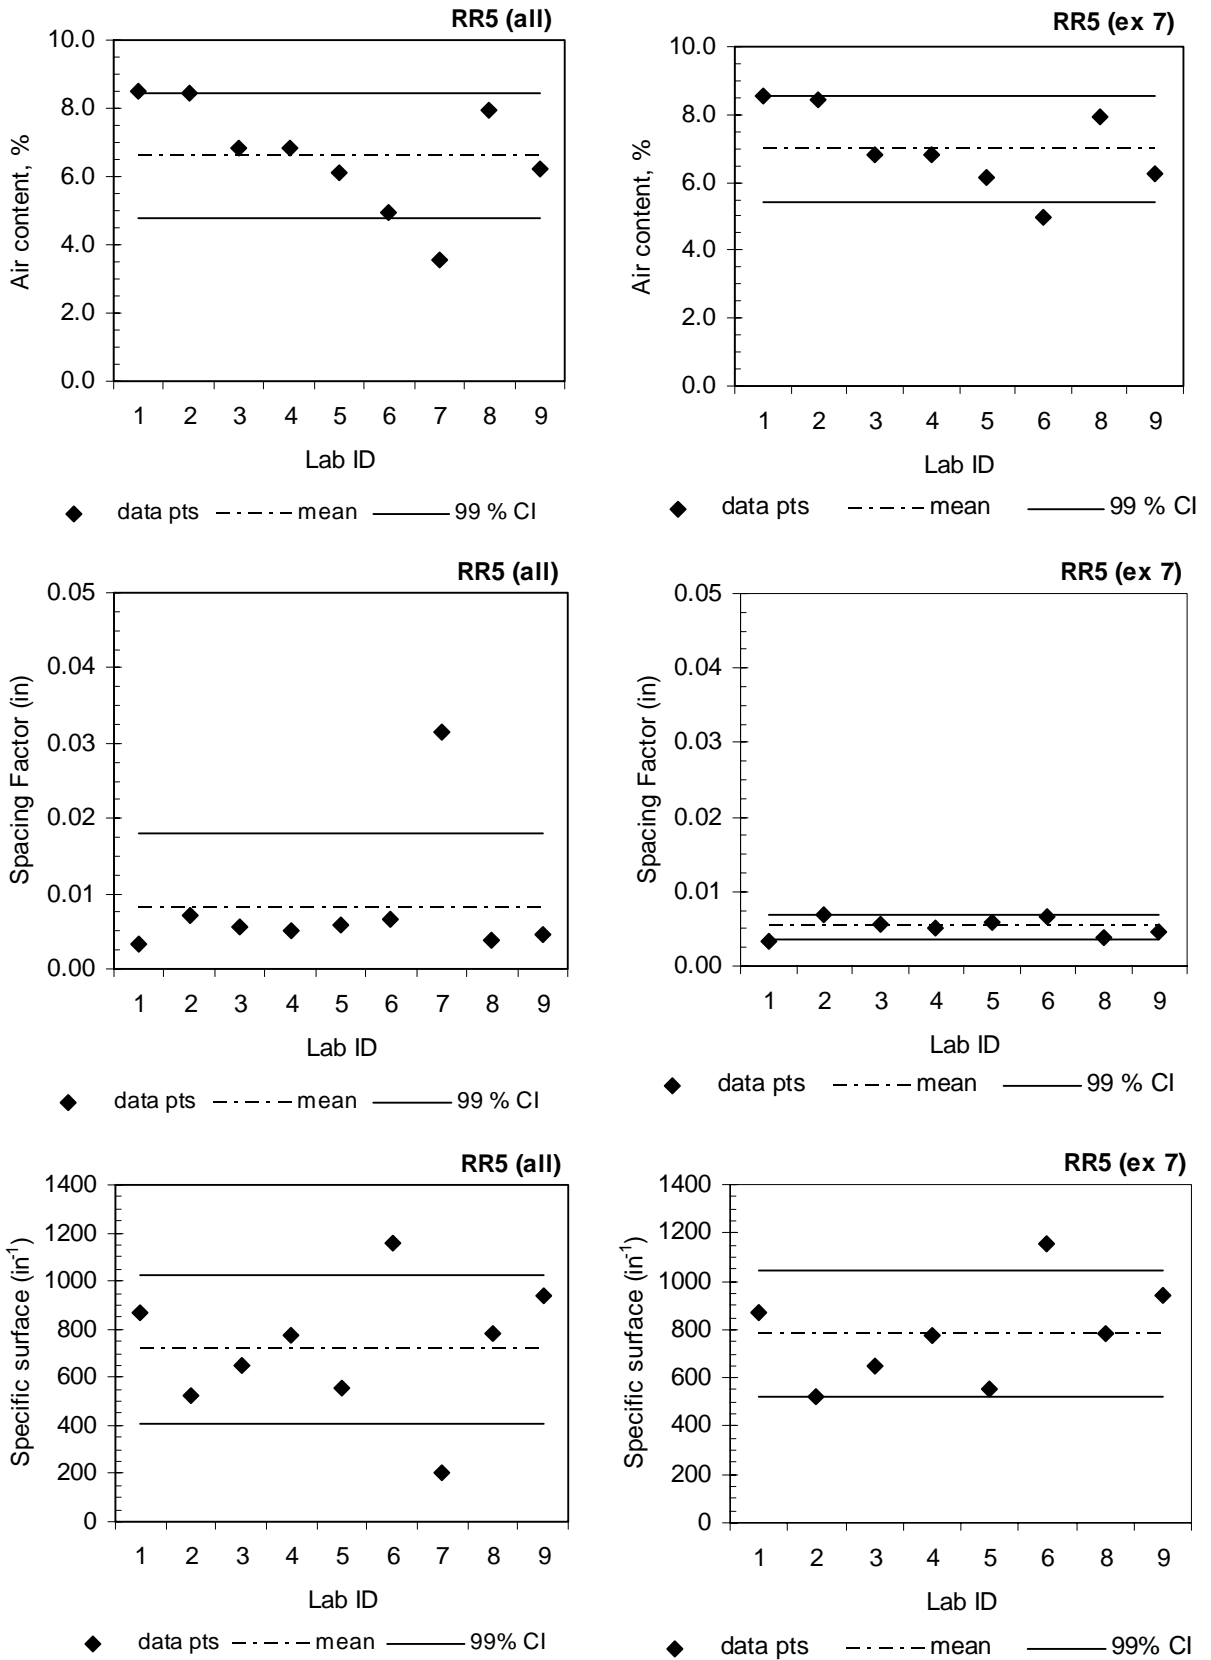 RR5 (all)
10.0
8.0
6.0
4.0
2.0
0.0
Air content, %
1 2 3 4 5 6 7 8 9
Lab ID
data pts mean 99 % CI
RR5 (ex 7)
10.0
8.0
6.0
4.0
2.0
0.0
Air content, %
1 2 3 4 5 6 8 9
Lab ID
data pts mean 99 % CI
RR5 (all)
0.05
0.04
0.03
0.02
0.01
0.00
Spacing Factor (in)
1 2 3 4 5 6 7 8 9
Lab ID
data pts mean 99 % CI
RR5 (ex 7)
0.05
0.04
0.03
0.02
0.01
0.00
Spacing Factor (in)
1 2 3 4 5 6 8 9
Lab ID
data pts mean 99 % CI
RR5 (all)
1400
1200
1000
800
600
400
200
0
Specific surface (in⁻¹)
1 2 3 4 5 6 7 8 9
Lab ID
data pts mean 99% CI
RR5 (ex 7)
1400
1200
1000
800
600
400
200
0
Specific surface (in⁻¹)
1 2 3 4 5 6 8 9
Lab ID
data pts mean 99% CI